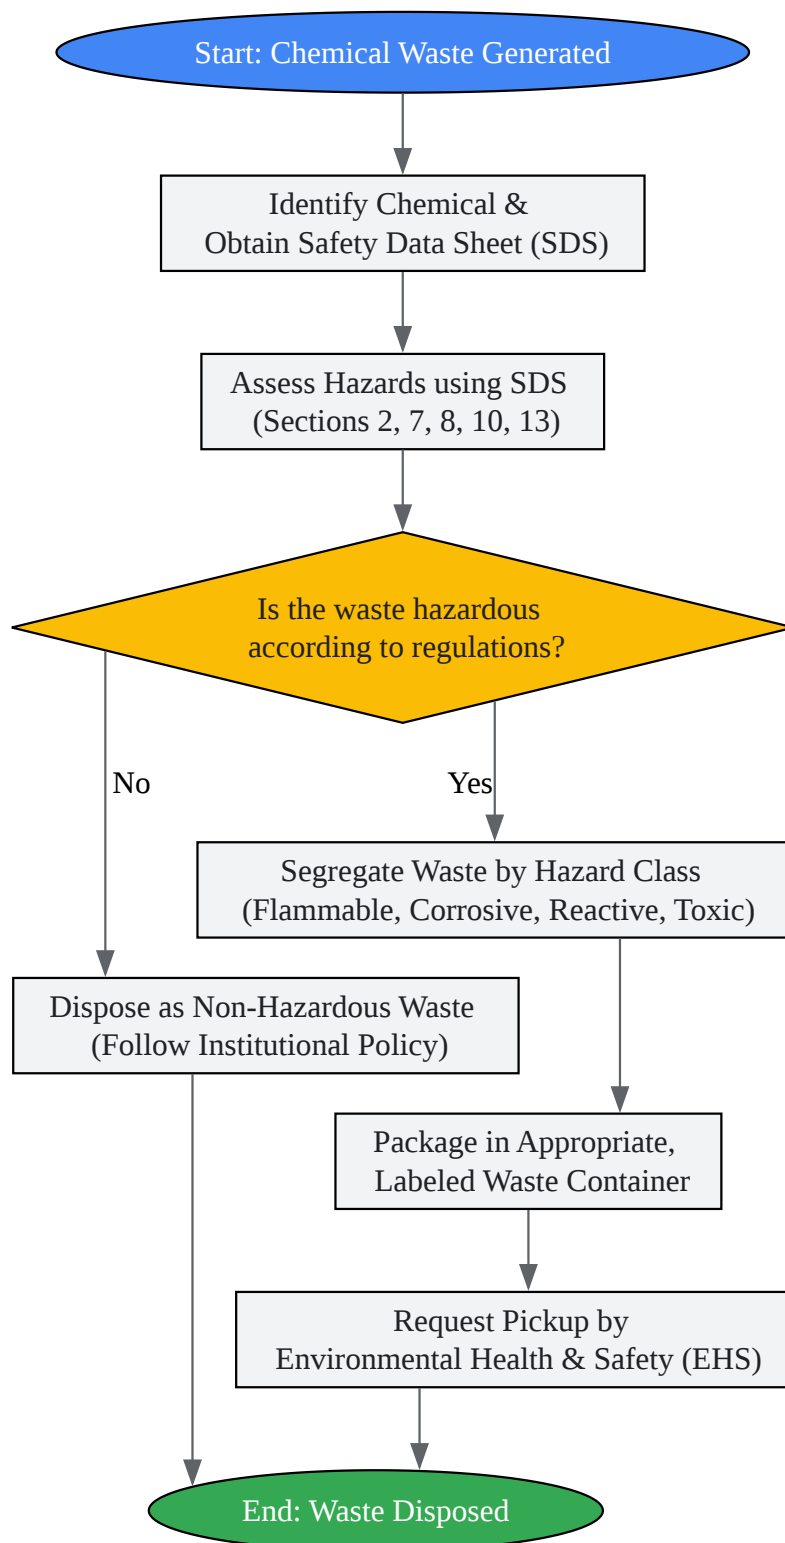 Start: Chemical Waste Generated
Identify Chemical &
Obtain Safety Data Sheet (SDS)
Assess Hazards using SDS
(Sections 2, 7, 8, 10, 13)
Is the waste hazardous
according to regulations?
No
Yes
Segregate Waste by Hazard Class
(Flammable, Corrosive, Reactive, Toxic)
Dispose as Non-Hazardous Waste
(Follow Institutional Policy)
Package in Appropriate,
Labeled Waste Container
Request Pickup by
Environmental Health & Safety (EHS)
End: Waste Disposed